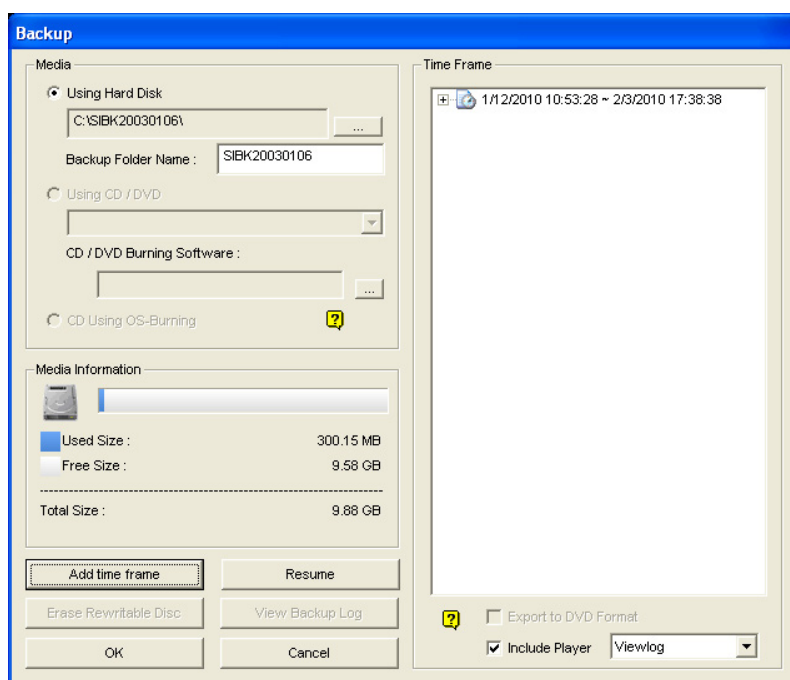 Backup
Media
Using Hard Disk
C:\SIBK20030106\
...
Backup Folder Name :
SIBK20030106
Using CD / DVD
CD / DVD Burning Software :
...
CD Using OS-Burning
?
Media Information
Used Size : 300.15 MB
Free Size : 9.58 GB
Total Size : 9.88 GB
Add time frame
Resume
Erase Rewritable Disc
View Backup Log
OK
Cancel
Time Frame
1/12/2010 10:53:28 ~ 2/3/2010 17:38:38
?
Export to DVD Format
Include Player
Viewlog